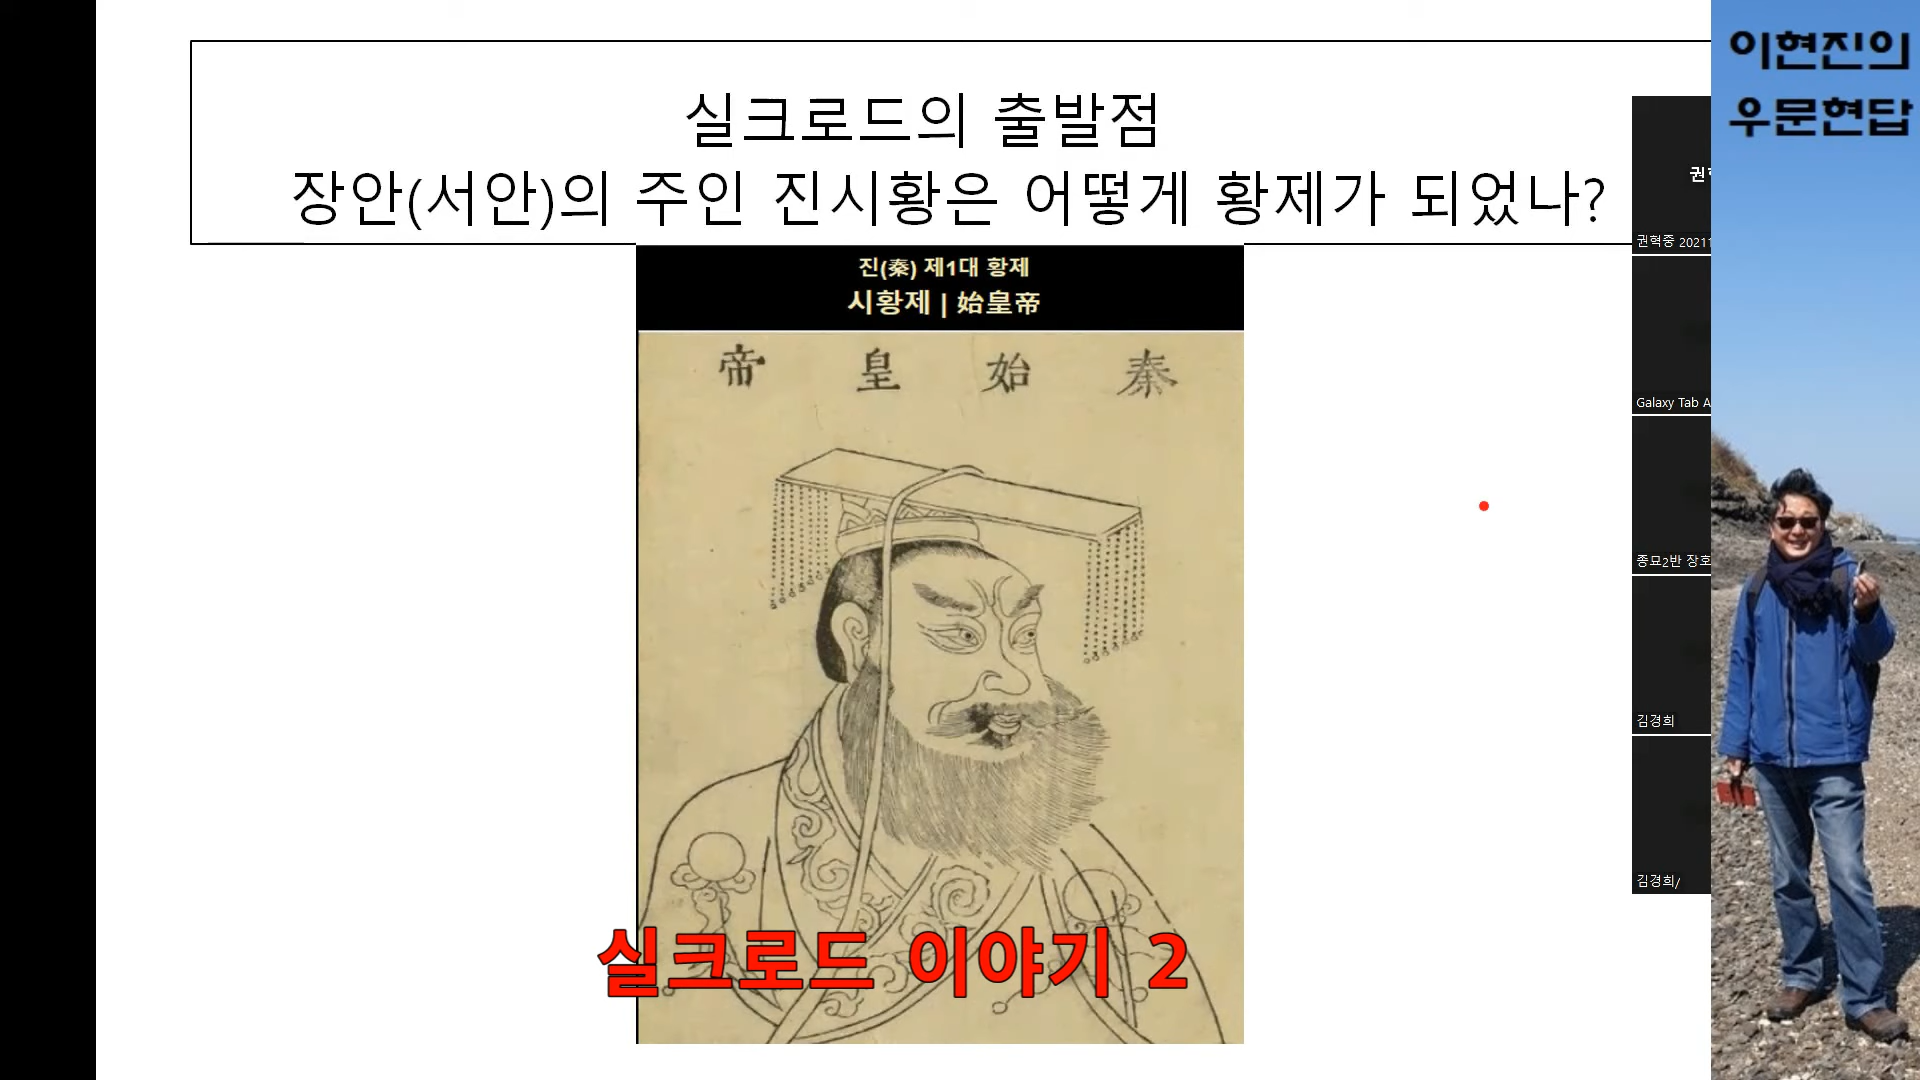 실크로드의 출발점
장안(서안)의 주인 진시황은 어떻게 황제가 되었나?
진(秦) 제1대 황제
시황제 | 始皇帝
帝 皇 始 秦
실크로드 이야기 2
이현진의
우문현답
권혁중 2021
Galaxy Tab A
종묘2반 장호
김경희
김경희/